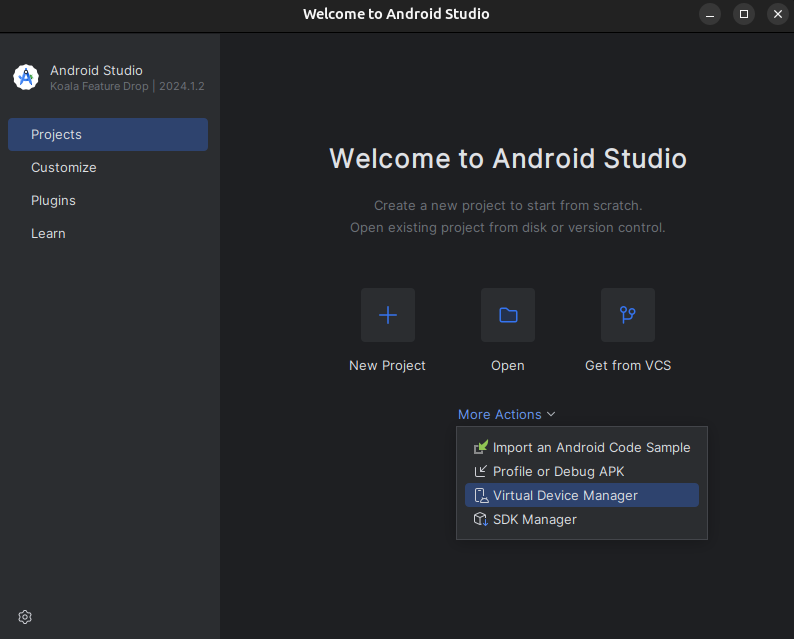 Welcome to Android Studio
Android Studio
Koala Feature Drop | 2024.1.2
Projects
Customize
Plugins
Learn
Welcome to Android Studio
Create a new project to start from scratch.
Open existing project from disk or version control.
New Project
Open
Get from VCS
More Actions
Import an Android Code Sample
Profile or Debug APK
Virtual Device Manager
SDK Manager